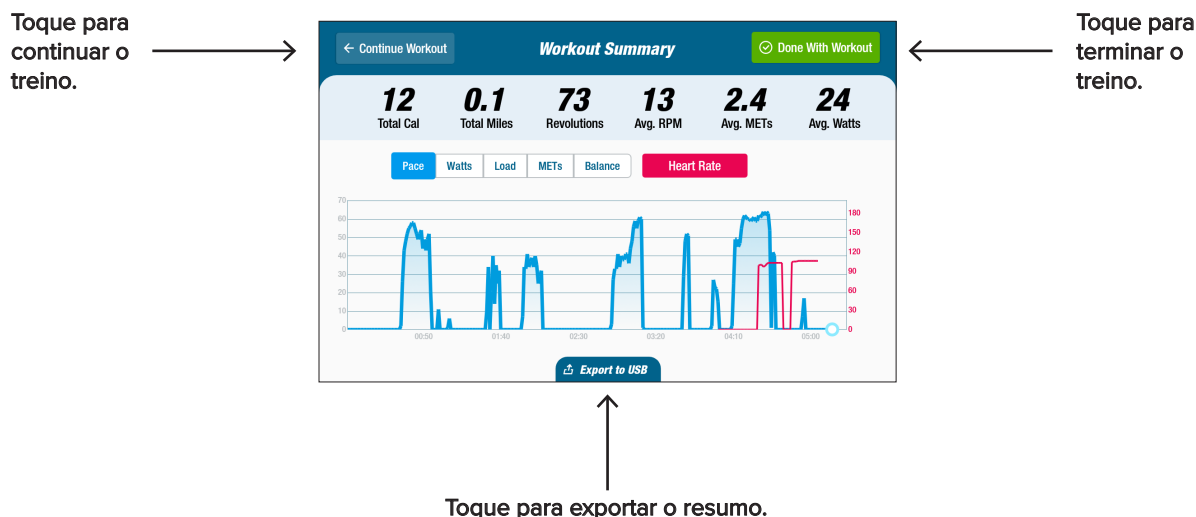 Toque para
continuar o
treino.
Continue Workout
Workout Summary
Done With Workout
Toque para
terminar o
treino.
12 0.1 73 13 2.4 24
Total Cal Total Miles Revolutions Avg. RPM Avg. METs Avg. Watts
Pace Watts Load METs Balance Heart Rate
70
60
50
40
30
20
10
0
180
150
120
90
60
30
0
00:50 01:40 02:30 03:20 04:10 05:00
Export to USB
Toque para exportar o resumo.